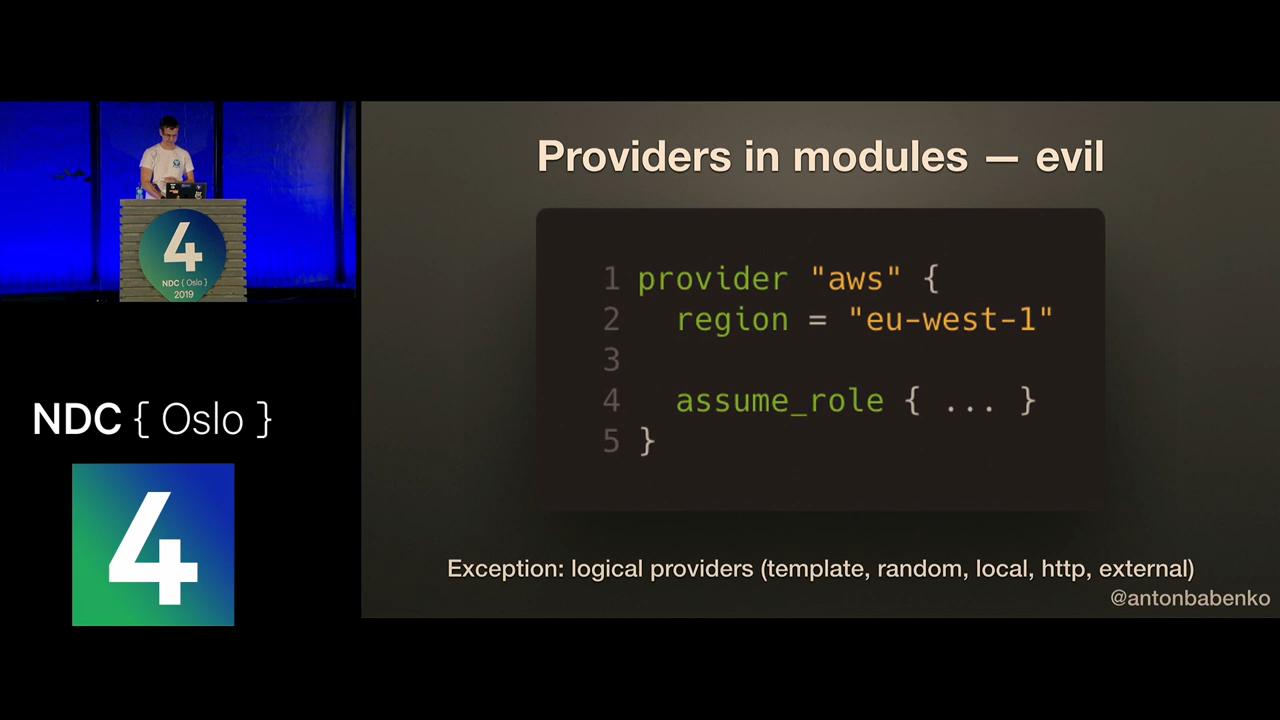 4
NDC { Oslo }
2019
NDC { Oslo }
4
Providers in modules — evil
1 provider "aws" {
2   region = "eu-west-1"
3
4   assume_role { ... }
5 }
Exception: logical providers (template, random, local, http, external)
@antonbabenko